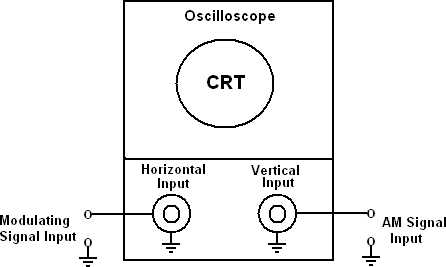 Oscilloscope
CRT
Horizontal
Input
Vertical
Input
Modulating
Signal Input
AM Signal
Input